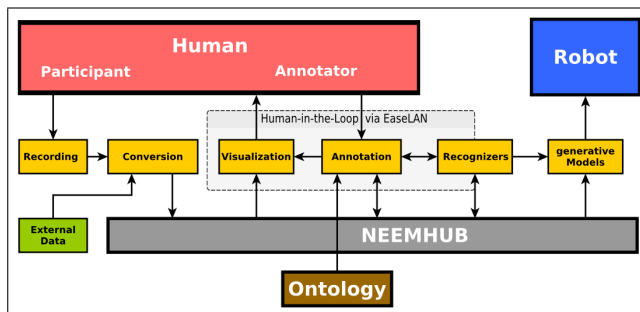 Human
Participant
Annotator
Robot
Human-in-the-Loop via EaseLAN
Recording
Conversion
Visualization
Annotation
Recognizers
generative
Models
External
Data
NEEMHUB
Ontology